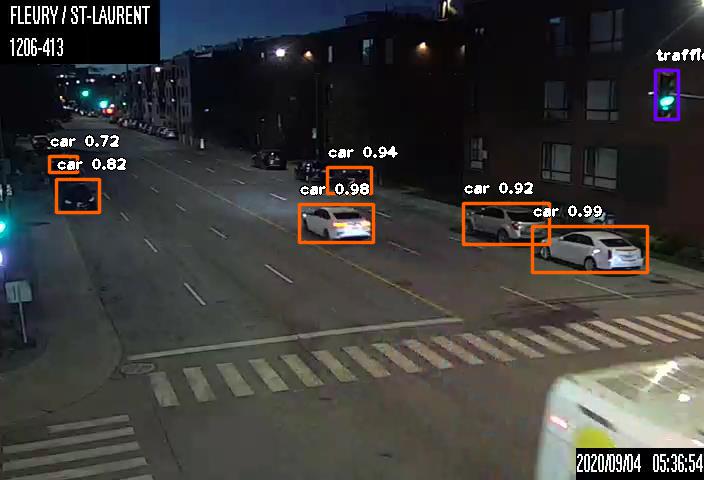 FLEURY / ST-LAURENT
1206-413
traffic
car 0.72
car 0.82
car 0.94
car 0.98
car 0.92
car 0.99
2020/09/04 05:36:54